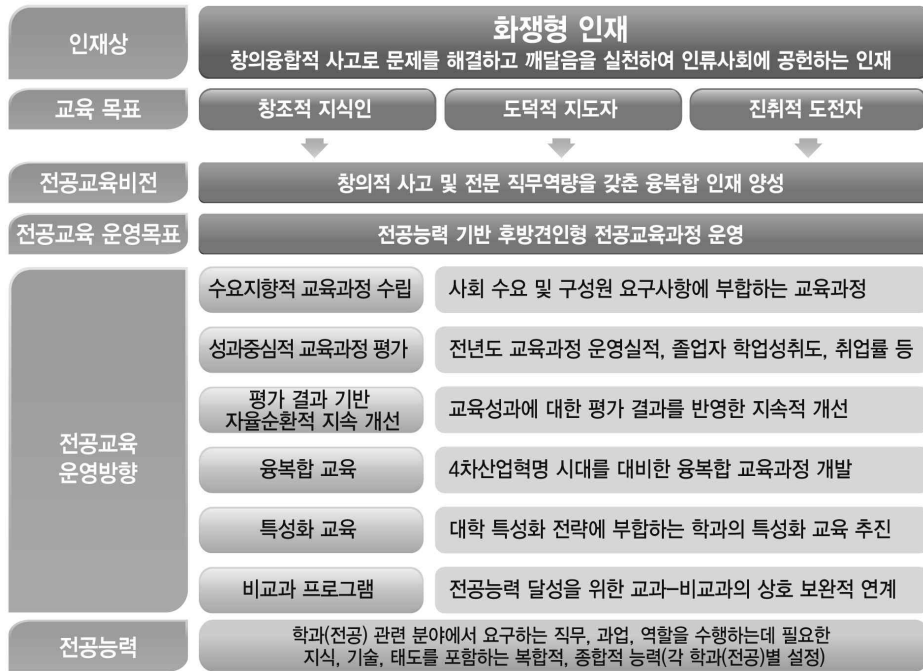 인재상
화쟁형 인재
창의융합적 사고로 문제를 해결하고 깨달음을 실천하여 인류사회에 공헌하는 인재
교육 목표
창조적 지식인
도덕적 지도자
진취적 도전자
전공교육비전
창의적 사고 및 전문 직무역량을 갖춘 융복합 인재 양성
전공교육 운영목표
전공능력 기반 후방견인형 전공교육과정 운영
전공교육
운영방향
수요지향적 교육과정 수립
사회 수요 및 구성원 요구사항에 부합하는 교육과정
성과중심적 교육과정 평가
전년도 교육과정 운영실적, 졸업자 학업성취도, 취업률 등
평가 결과 기반
자율순환적 지속 개선
교육성과에 대한 평가 결과를 반영한 지속적 개선
융복합 교육
4차산업혁명 시대를 대비한 융복합 교육과정 개발
특성화 교육
대학 특성화 전략에 부합하는 학과의 특성화 교육 추진
비교과 프로그램
전공능력 달성을 위한 교과–비교과의 상호 보완적 연계
전공능력
학과(전공) 관련 분야에서 요구하는 직무, 과업, 역할을 수행하는데 필요한
지식, 기술, 태도를 포함하는 복합적, 종합적 능력(각 학과(전공)별 설정)